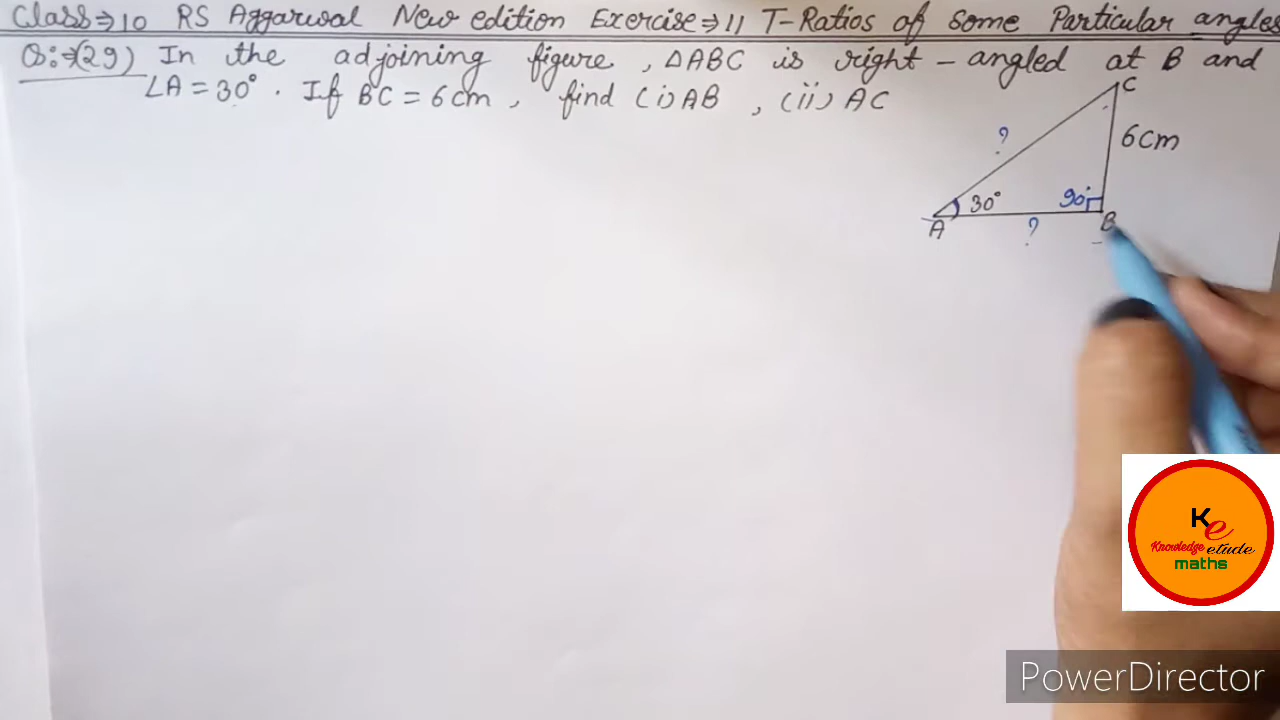 Class⇒10 RS Aggarwal New edition Exercise⇒11 T-Ratios of Some Particular angles
Q:⇒(29) In the adjoining figure, ΔABC is right-angled at B and
∠A = 30°. If BC = 6cm, find (i) AB, (ii) AC
C
?
6cm
30°
90°
A
?
B
Ke
Knowledge etude
maths
PowerDirector